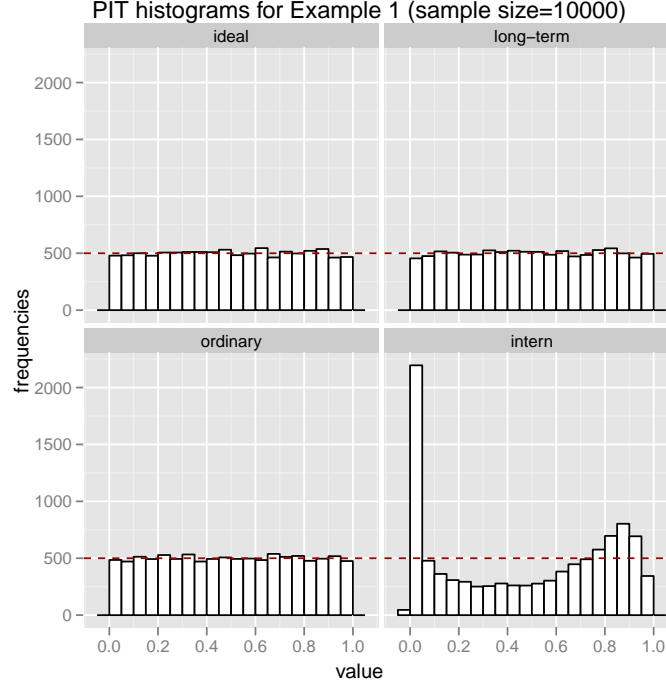 PIT histograms for Example 1 (sample size=10000)
ideal
long−term
2000
1500
1000
500
0
ordinary
intern
2000
1500
1000
500
0
frequencies
0.0 0.2 0.4 0.6 0.8 1.0
0.0 0.2 0.4 0.6 0.8 1.0
value